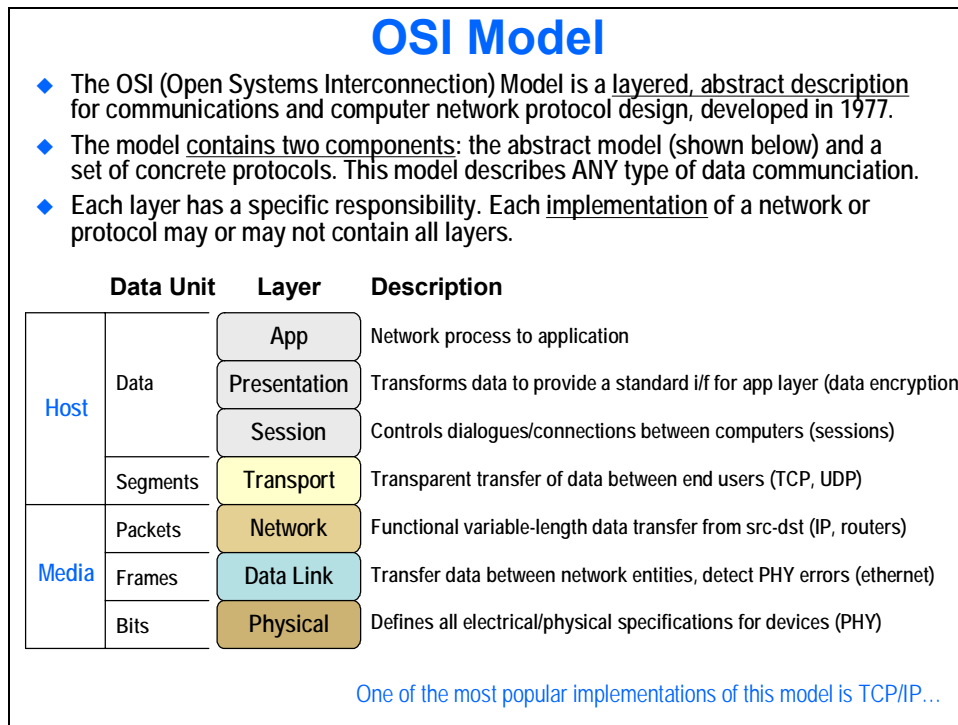 OSI Model
The OSI (Open Systems Interconnection) Model is a layered, abstract description
for communications and computer network protocol design, developed in 1977.
The model contains two components: the abstract model (shown below) and a
set of concrete protocols. This model describes ANY type of data communciation.
Each layer has a specific responsibility. Each implementation of a network or
protocol may or may not contain all layers.
Data Unit Layer Description
Host
Data
App Network process to application
Presentation Transforms data to provide a standard i/f for app layer (data encryption
Session Controls dialogues/connections between computers (sessions)
Segments Transport Transparent transfer of data between end users (TCP, UDP)
Media
Packets Network Functional variable-length data transfer from src-dst (IP, routers)
Frames Data Link Transfer data between network entities, detect PHY errors (ethernet)
Bits Physical Defines all electrical/physical specifications for devices (PHY)
One of the most popular implementations of this model is TCP/IP…